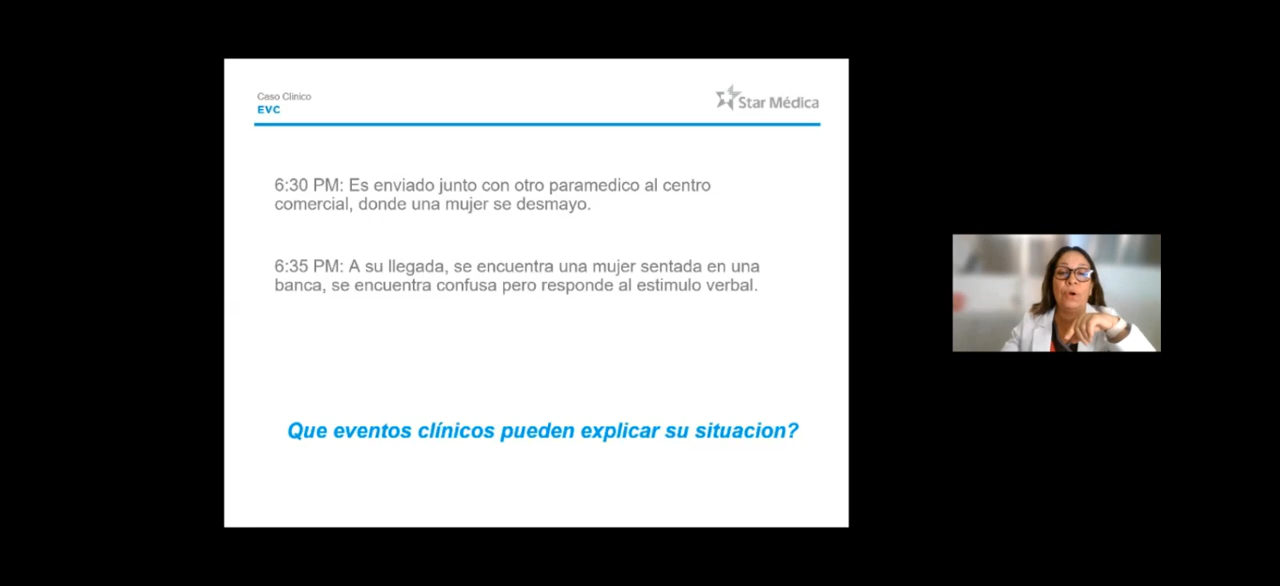 Caso Clinico
EVC
Star Médica
6:30 PM: Es enviado junto con otro paramedico al centro
comercial, donde una mujer se desmayo.
6:35 PM: A su llegada, se encuentra una mujer sentada en una
banca, se encuentra confusa pero responde al estimulo verbal.
Que eventos clínicos pueden explicar su situacion?